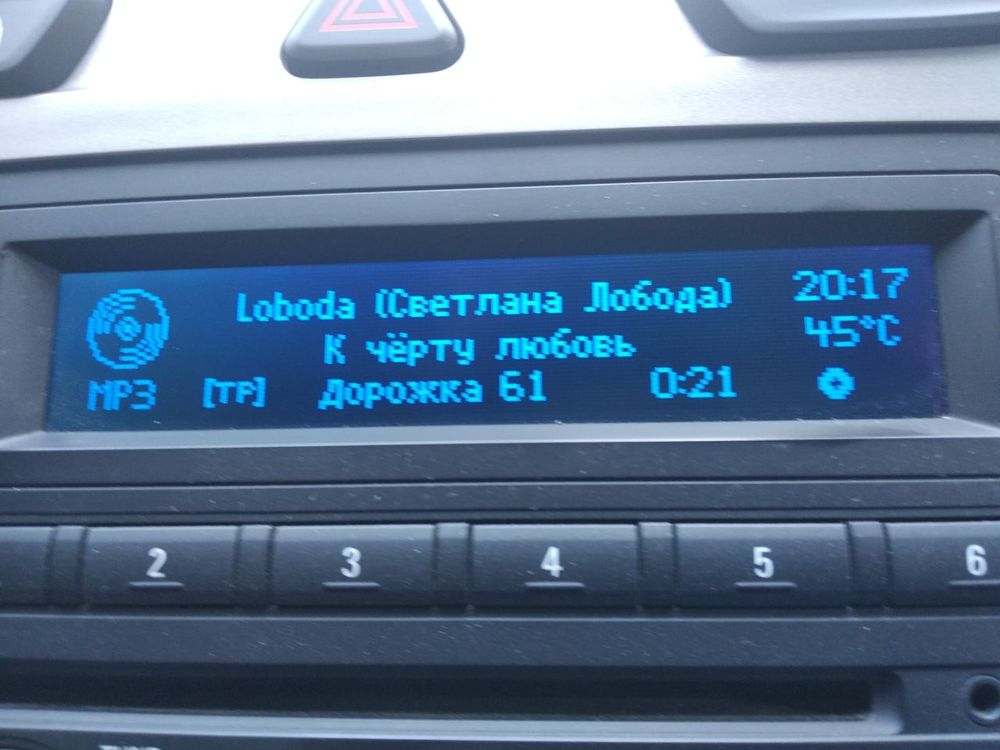 Loboda (Светлана Лобода) 20:17
К чёрту любовь 45°C
MP3 [TP] Дорожка 61 0:21
2 3 4 5 6